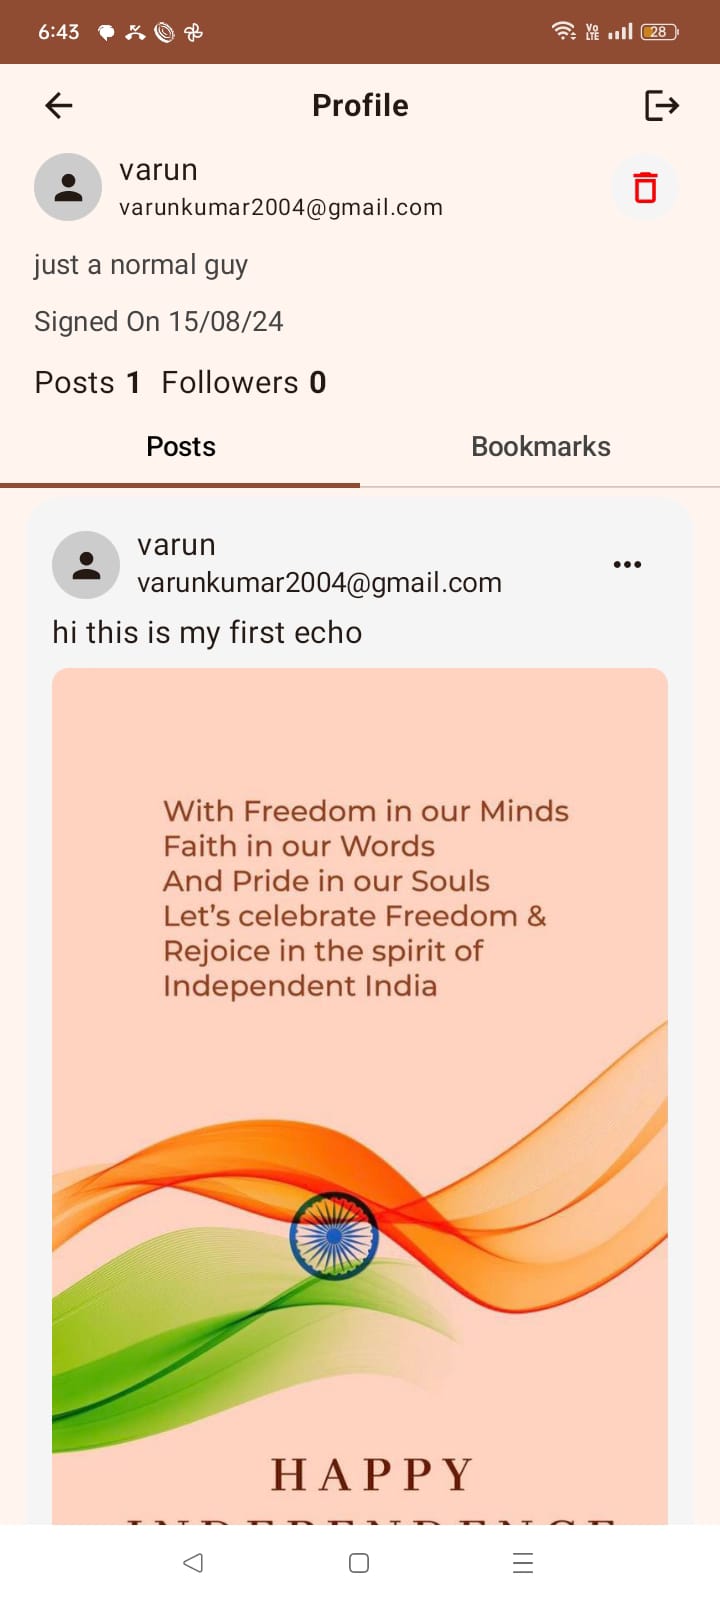 6:43
Vo
LTE
28
Profile
varun
varunkumar2004@gmail.com
just a normal guy
Signed On 15/08/24
Posts 1 Followers 0
Posts Bookmarks
varun
varunkumar2004@gmail.com
hi this is my first echo
With Freedom in our Minds
Faith in our Words
And Pride in our Souls
Let's celebrate Freedom &
Rejoice in the spirit of
Independent India
HAPPY
INDEPENDENCE